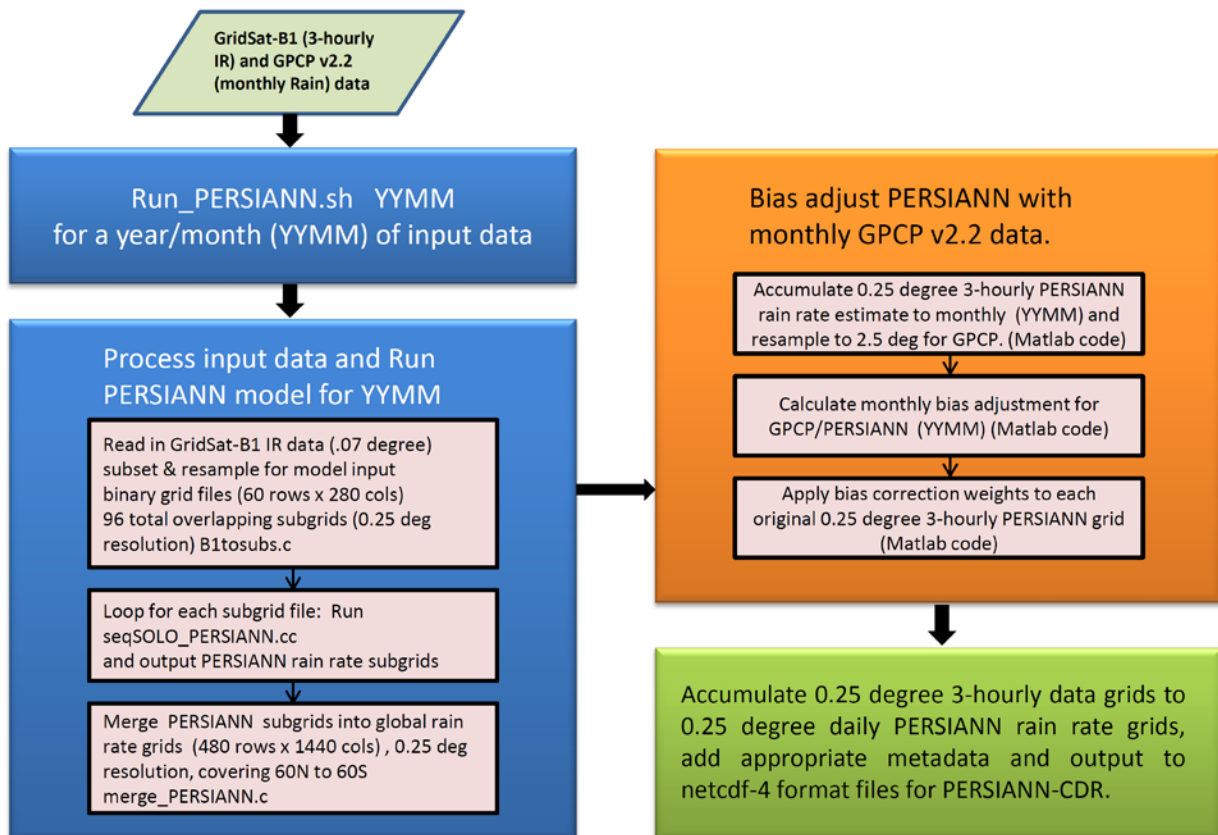 GridSat-B1 (3-hourly
IR) and GPCP v2.2
(monthly Rain) data
Run_PERSIANN.sh YYMM
for a year/month (YYMM) of input data
Process input data and Run
PERSIANN model for YYMM
Read in GridSat-B1 IR data (.07 degree)
subset & resample for model input
binary grid files (60 rows x 280 cols)
96 total overlapping subgrids (0.25 deg
resolution) B1tosubs.c
Loop for each subgrid file: Run
seqSOLO_PERSIANN.cc
and output PERSIANN rain rate subgrids
Merge PERSIANN subgrids into global rain
rate grids (480 rows x 1440 cols) , 0.25 deg
resolution, covering 60N to 60S
merge_PERSIANN.c
Bias adjust PERSIANN with
monthly GPCP v2.2 data.
Accumulate 0.25 degree 3-hourly PERSIANN
rain rate estimate to monthly (YYMM) and
resample to 2.5 deg for GPCP. (Matlab code)
Calculate monthly bias adjustment for
GPCP/PERSIANN (YYMM) (Matlab code)
Apply bias correction weights to each
original 0.25 degree 3-hourly PERSIANN grid
(Matlab code)
Accumulate 0.25 degree 3-hourly data grids to
0.25 degree daily PERSIANN rain rate grids,
add appropriate metadata and output to
netcdf-4 format files for PERSIANN-CDR.